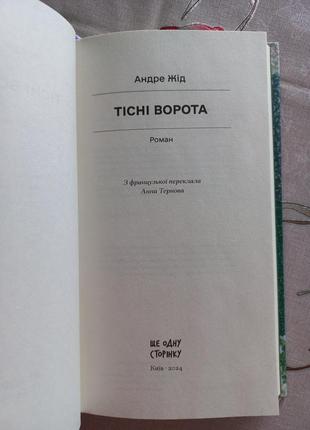 Андре Жід
ТІСНІ ВОРОТА
Роман
З французької переклала
Анна Тернова
ЩЕ ОДНУ
СТОРІНКУ
Київ · 2024